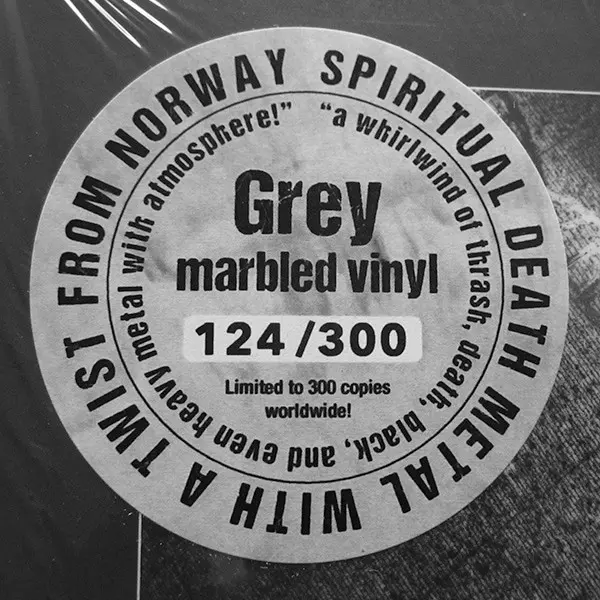 SPIRITUAL DEATH METAL WITH A TWIST FROM NORWAY
“a whirlwind of thrash, death, black, and even heavy metal with atmosphere!”
Grey
marbled vinyl
124/300
Limited to 300 copies
worldwide!